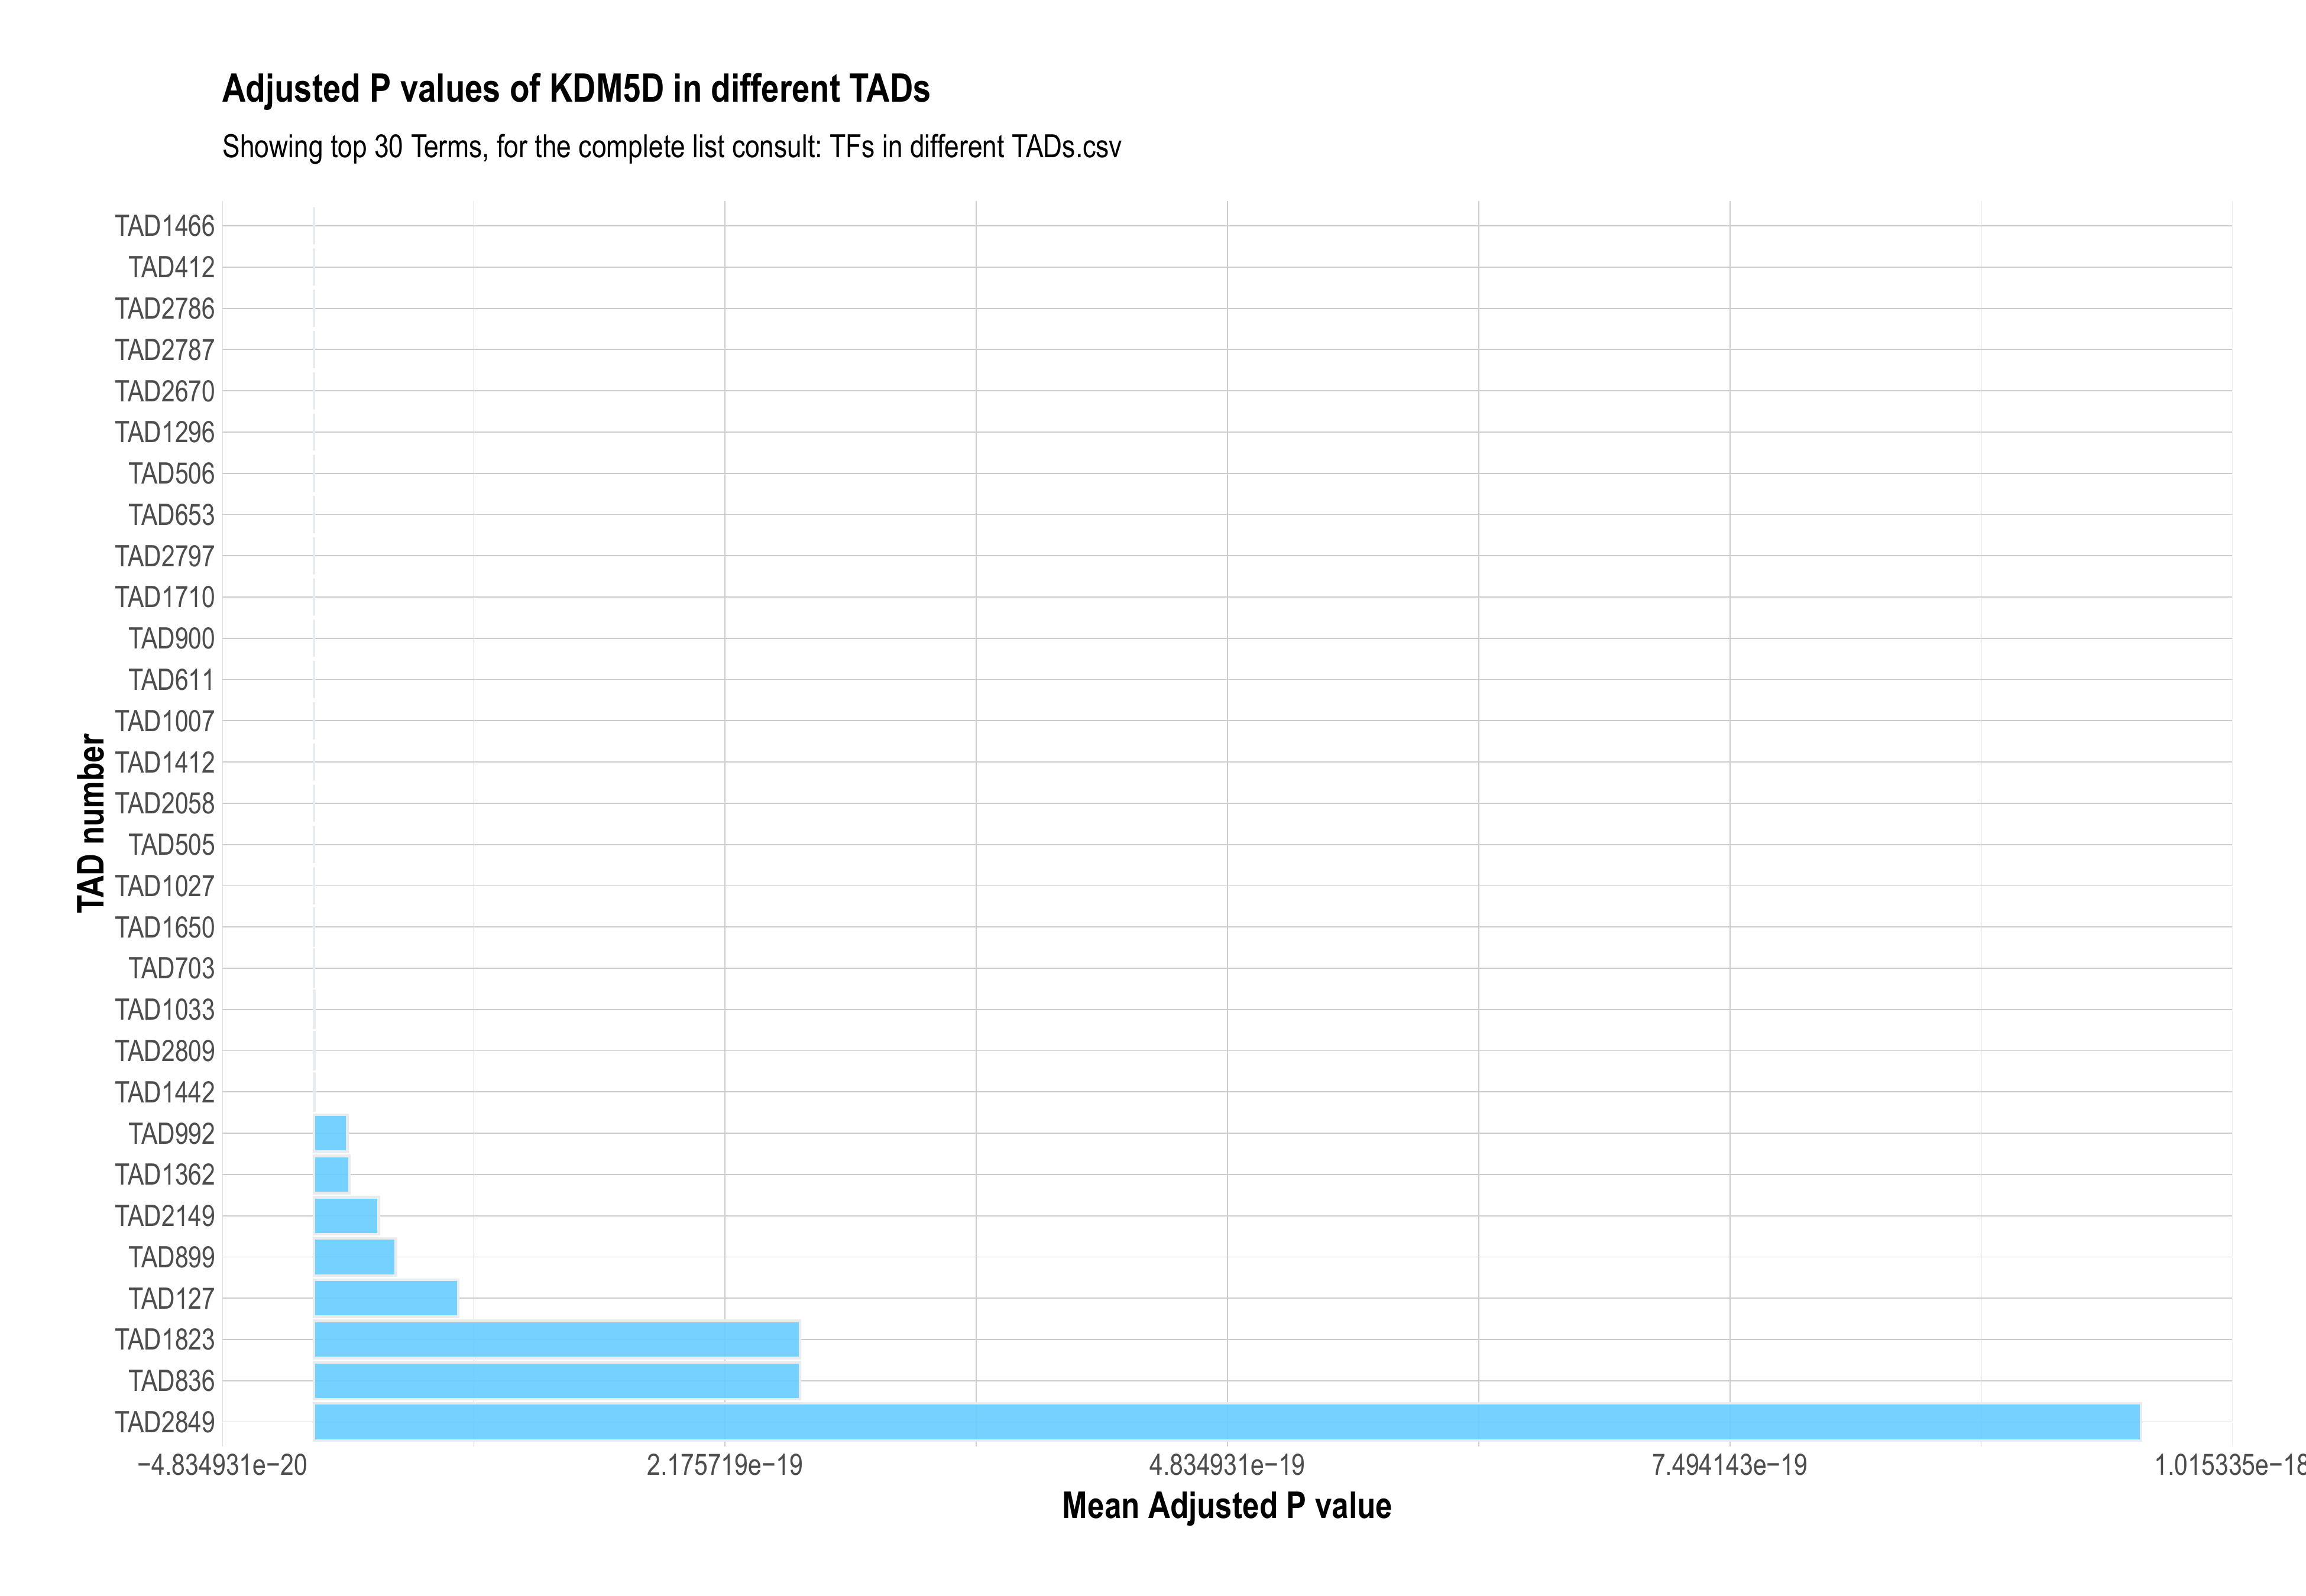 Adjusted P values of KDM5D in different TADs
Showing top 30 Terms, for the complete list consult: TFs in different TADs.csv
TAD number
TAD1466
TAD412
TAD2786
TAD2787
TAD2670
TAD1296
TAD506
TAD653
TAD2797
TAD1710
TAD900
TAD611
TAD1007
TAD1412
TAD2058
TAD505
TAD1027
TAD1650
TAD703
TAD1033
TAD2809
TAD1442
TAD992
TAD1362
TAD2149
TAD899
TAD127
TAD1823
TAD836
TAD2849
−4.834931e−20 2.175719e−19 4.834931e−19 7.494143e−19 1.015335e−18
Mean Adjusted P value